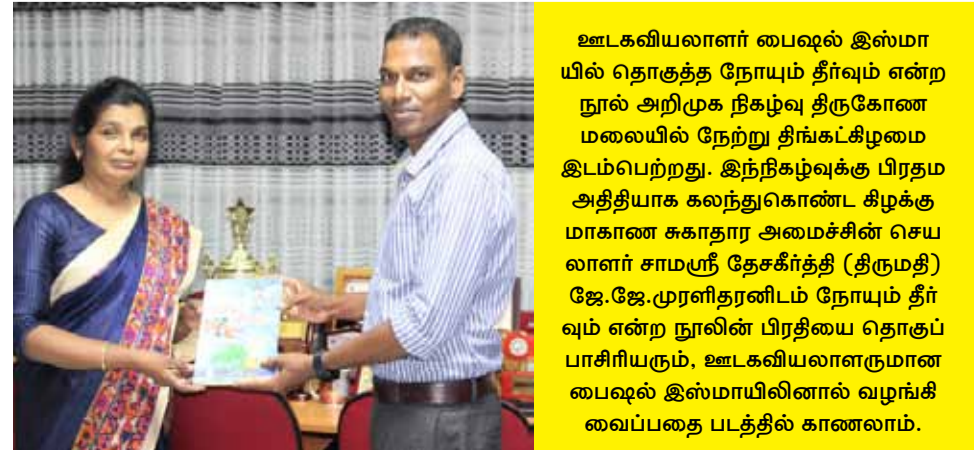 ஊடகவியலாளர் பைஷல் இஸ்மா
யில் தொகுத்த நோயும் தீர்வும் என்ற
நூல் அறிமுக நிகழ்வு திருகோண
மலையில் நேற்று திங்கட்கிழமை
இடம்பெற்றது. இந்நிகழ்வுக்கு பிரதம
அதிதியாக கலந்துகொண்ட கிழக்கு
மாகாண சுகாதார அமைச்சின் செய
லாளர் சாமஸ்ரீ தேசகீர்த்தி (திருமதி)
ஜே.ஜே.முரளிதரனிடம் நோயும் தீர்
வும் என்ற நூலின் பிரதியை தொகுப்
பாசிரியரும், ஊடகவியலாளருமான
பைஷல் இஸ்மாயிலினால் வழங்கி
வைப்பதை படத்தில் காணலாம்.